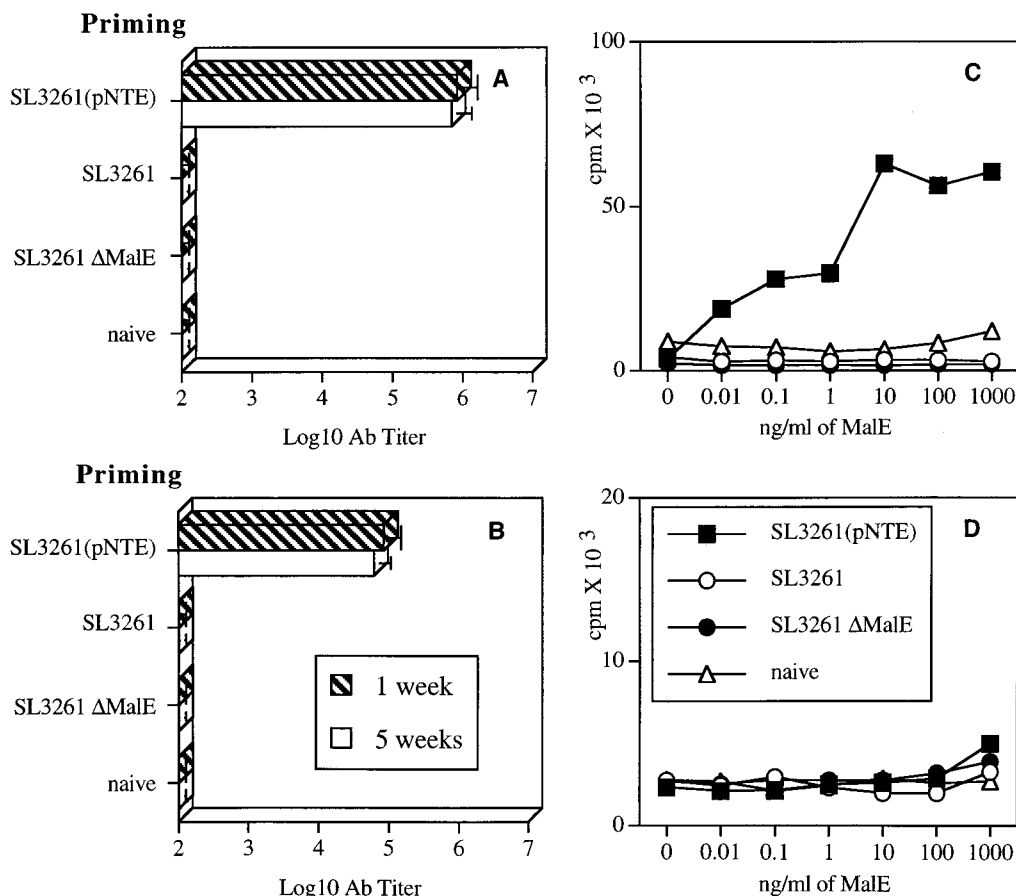 Priming
A
SL3261(pNTE)
SL3261
SL3261 ΔMalE
naive
2 3 4 5 6 7
Log10 Ab Titer
C
100
50
0
cpm X 10 3
0 0.01 0.1 1 10 100 1000
ng/ml of MalE
Priming
B
SL3261(pNTE)
SL3261
SL3261 ΔMalE
naive
1 week
5 weeks
2 3 4 5 6 7
Log10 Ab Titer
D
20
10
0
cpm X 10 3
SL3261(pNTE)
SL3261
SL3261 ΔMalE
naive
0 0.01 0.1 1 10 100 1000
ng/ml of MalE